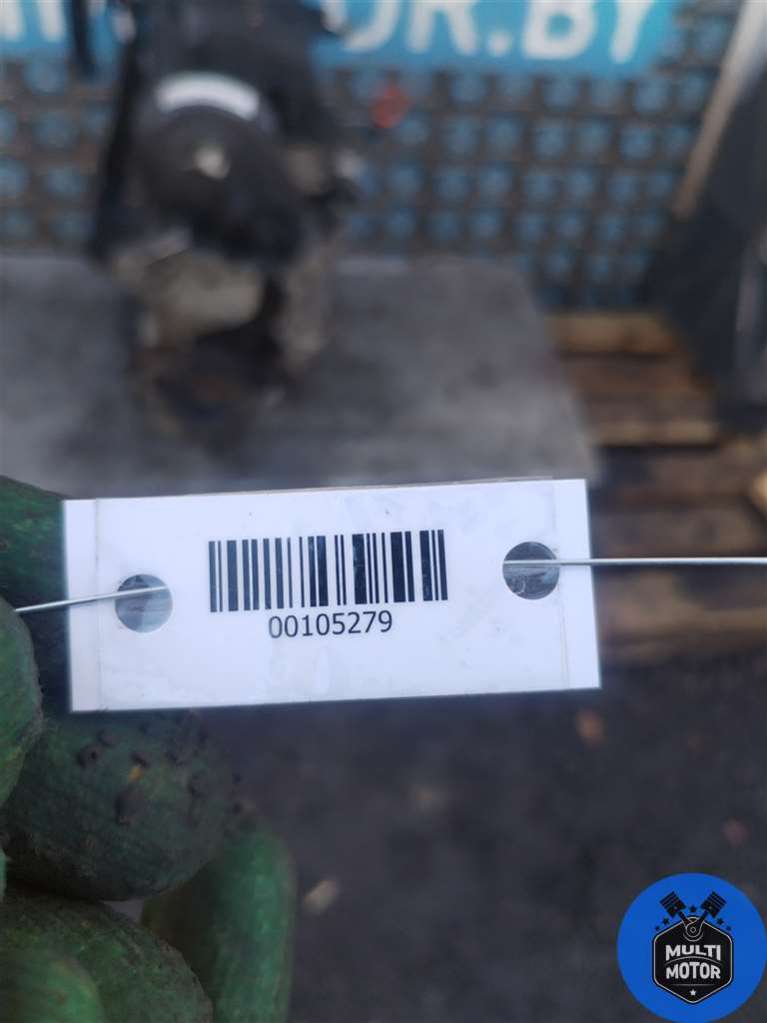 OR.BY
00105279
MULTI
MOTOR